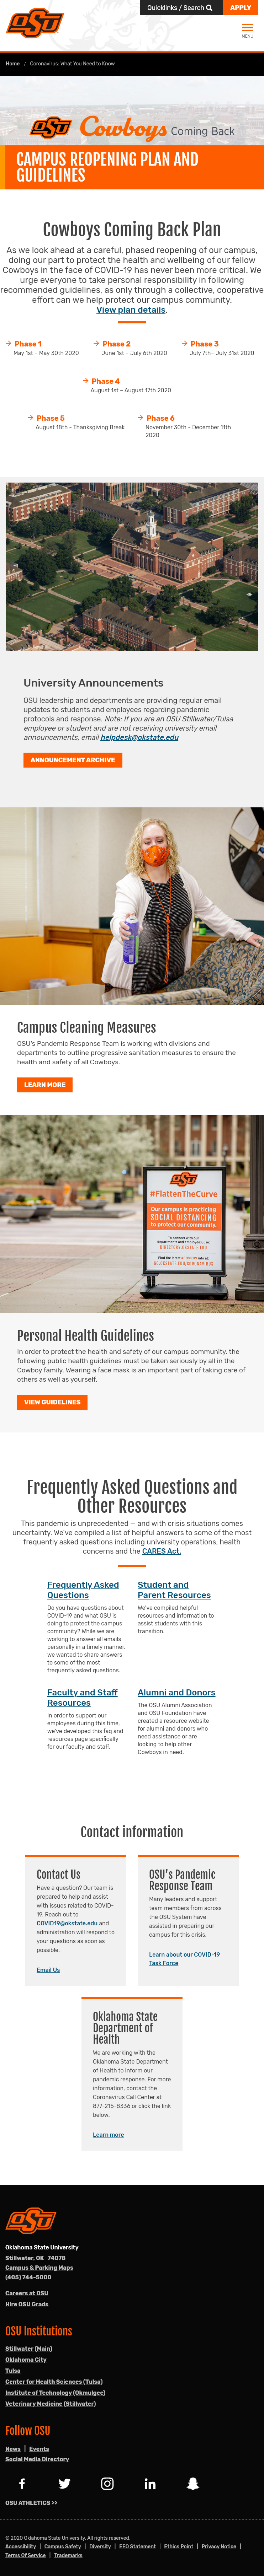 OSU
Quicklinks / Search
APPLY
MENU
Home / Coronavirus: What You Need to Know
OSU Cowboys Coming Back
CAMPUS REOPENING PLAN AND
GUIDELINES
Cowboys Coming Back Plan
As we look ahead at a careful, phased reopening of our campus,
doing our part to protect the health and wellbeing of our fellow
Cowboys in the face of COVID-19 has never been more critical. We
are urging everyone to take personal responsibility and follow
recommended guidelines, as only through a collective, cooperative
effort can we help protect our campus community.
View plan details.
Phase 1
May 1st – May 30th 2020
Phase 2
June 1st – July 6th 2020
Phase 3
July 7th– July 31st 2020
Phase 4
August 1st – August 17th 2020
Phase 5
August 18th - Thanksgiving Break
Phase 6
November 30th - December 11th
2020
University Announcements
OSU leadership and departments are providing regular email
updates to students and employees regarding pandemic
protocols and response. Note: If you are an OSU Stillwater/Tulsa
employee or student and are not receiving university email
announcements, email helpdesk@okstate.edu
ANNOUNCEMENT ARCHIVE
Campus Cleaning Measures
OSU's Pandemic Response Team is working with divisions and
departments to outline progressive sanitation measures to ensure the
health and safety of all Cowboys.
LEARN MORE
OSU
#FlattenTheCurve
Our campus is practicing
SOCIAL DISTANCING
to protect our community.
DIRECTORY.OKSTATE.EDU
GO.OKSTATE.EDU/CORONAVIRUS
Personal Health Guidelines
In order to protect the health and safety of our campus community, the
following public health guidelines must be taken seriously by all in the
Cowboy family. Wearing a face mask is an important part of taking care of
others as well as yourself.
VIEW GUIDELINES
Frequently Asked Questions and
Other Resources
This pandemic is unprecedented — and with crisis situations comes
uncertainty. We've compiled a list of helpful answers to some of the most
frequently asked questions including university operations, health
concerns and the CARES Act.
Frequently Asked
Questions
Do you have questions about
COVID-19 and what OSU is
doing to protect the campus
community? While we are
working to answer all emails
personally in a timely manner,
we wanted to share answers
to some of the most
frequently asked questions.
Student and
Parent Resources
We've compiled helpful
resources and information to
assist students with this
transition.
Faculty and Staff
Resources
In order to support our
employees during this time,
we've developed this faq and
resources page specifically
for our faculty and staff.
Alumni and Donors
The OSU Alumni Association
and OSU Foundation have
created a resource website
for alumni and donors who
need assistance or are
looking to help other
Cowboys in need.
Contact information
Contact Us
Have a question? Our team is
prepared to help and assist
with issues related to COVID-
19. Reach out to
COVID19@okstate.edu and
administration will respond to
your questions as soon as
possible.
Email Us
OSU's Pandemic
Response Team
Many leaders and support
team members from across
the OSU System have
assisted in preparing our
campus for this crisis.
Learn about our COVID-19
Task Force
Oklahoma State
Department of
Health
We are working with the
Oklahoma State Department
of Health to inform our
pandemic response. For more
information, contact the
Coronavirus Call Center at
877-215-8336 or click the link
below.
Learn more
OSU
Oklahoma State University
Stillwater, OK 74078
Campus & Parking Maps
(405) 744-5000
Careers at OSU
Hire OSU Grads
OSU Institutions
Stillwater (Main)
Oklahoma City
Tulsa
Center for Health Sciences (Tulsa)
Institute of Technology (Okmulgee)
Veterinary Medicine (Stillwater)
Follow OSU
News | Events
Social Media Directory
OSU ATHLETICS >>
© 2020 Oklahoma State University. All rights reserved.
Accessibility | Campus Safety | Diversity | EEO Statement | Ethics Point | Privacy Notice |
Terms Of Service | Trademarks